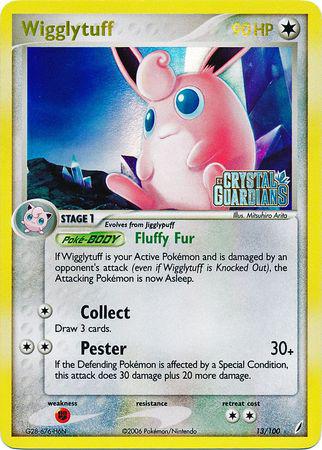 Wigglytuff 90 HP
EX CRYSTAL
GUARDIANS
Illus. Mitsuhiro Arita
STAGE 1
Evolves from Jigglypuff
Poké-BODY Fluffy Fur
If Wigglytuff is your Active Pokémon and is damaged by an
opponent's attack (even if Wigglytuff is Knocked Out), the
Attacking Pokémon is now Asleep.
Collect
Draw 3 cards.
Pester 30+
If the Defending Pokémon is affected by a Special Condition,
this attack does 30 damage plus 20 more damage.
weakness resistance retreat cost
©2006 Pokémon/Nintendo 13/100